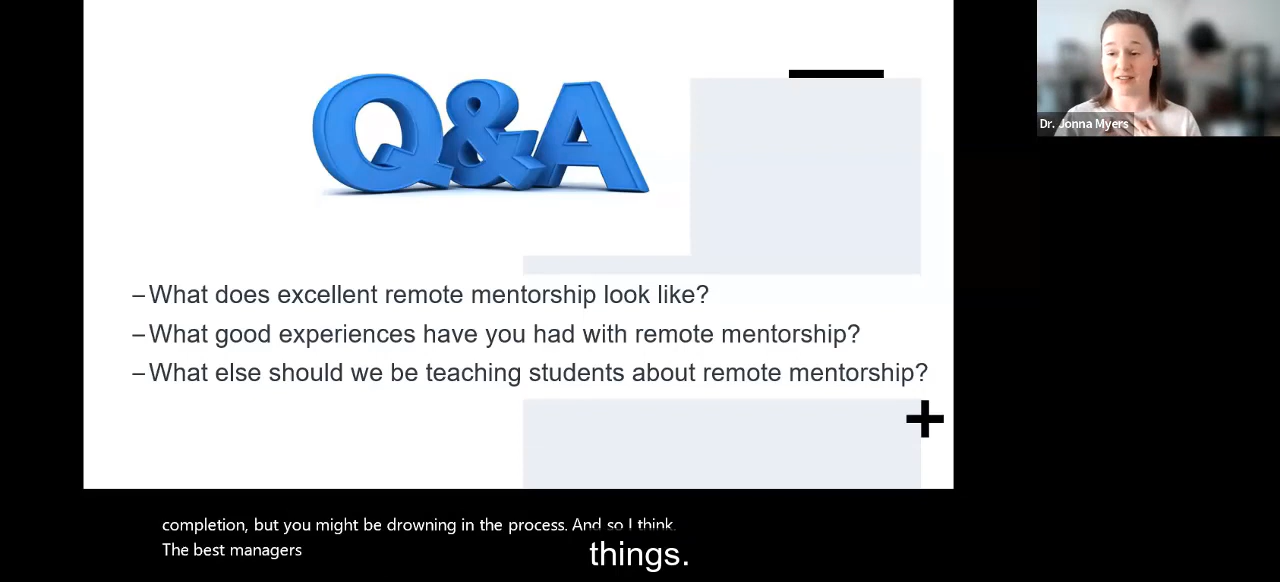 Q&A
–What does excellent remote mentorship look like?
–What good experiences have you had with remote mentorship?
–What else should we be teaching students about remote mentorship?
Dr. Jonna Myers
completion, but you might be drowning in the process. And so I think.
The best managers
things.